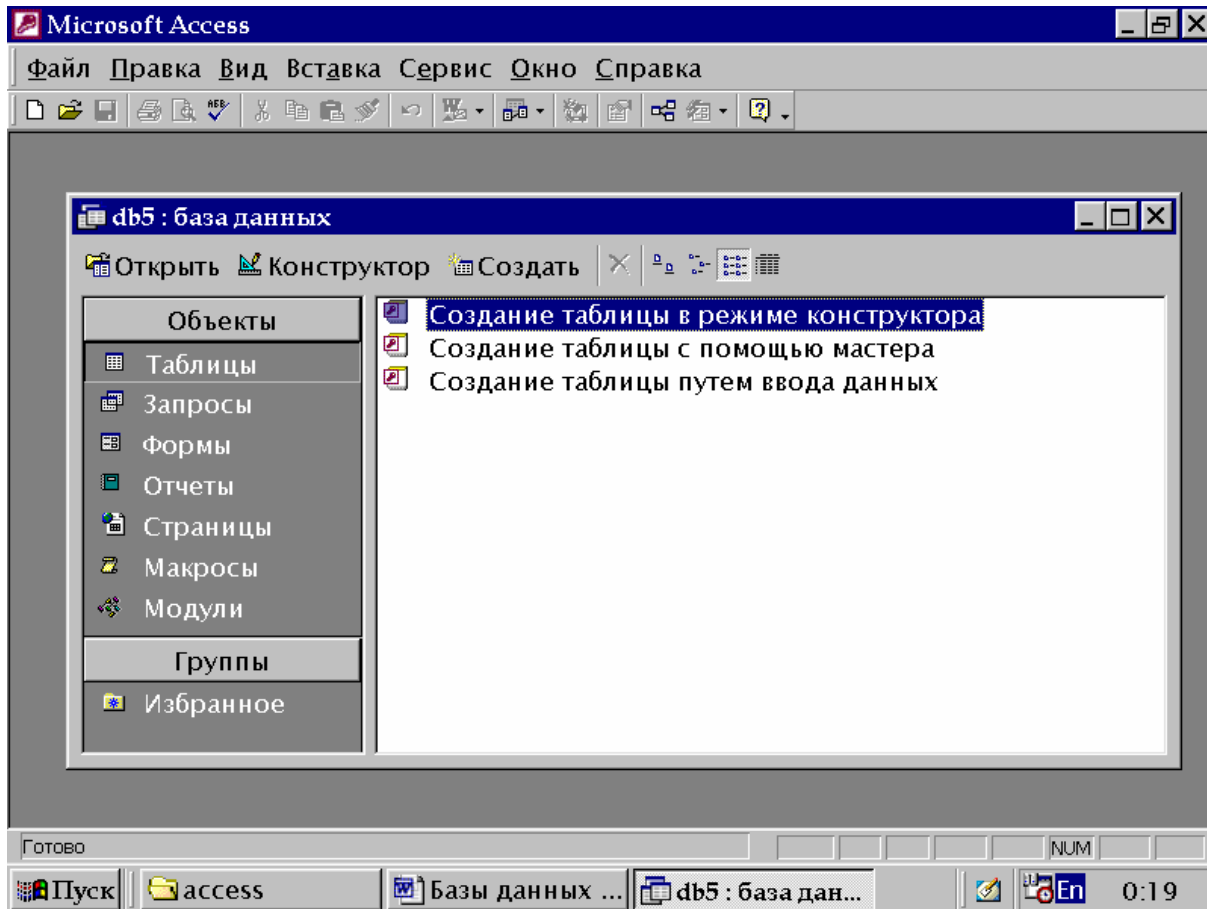 Microsoft Access
Файл Правка Вид Вставка Сервис Окно Справка
db5 : база данных
Открыть Конструктор Создать
Объекты
Таблицы
Запросы
Формы
Отчеты
Страницы
Макросы
Модули
Группы
Избранное
Создание таблицы в режиме конструктора
Создание таблицы с помощью мастера
Создание таблицы путем ввода данных
Готово
NUM
Пуск access Базы данных ... db5 : база дан... En 0:19